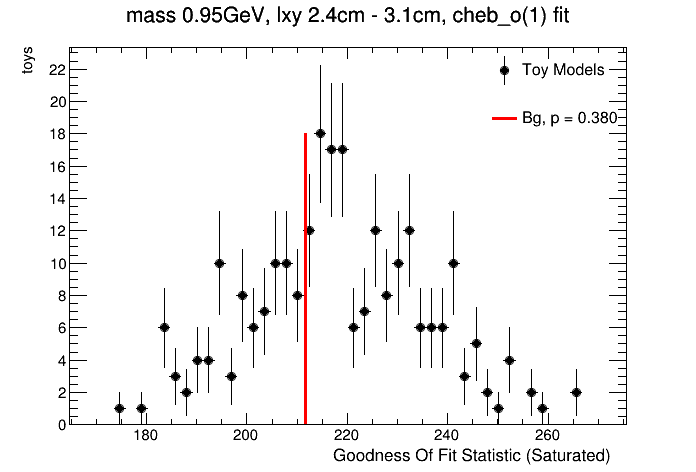 mass 0.95GeV, lxy 2.4cm - 3.1cm, cheb_o(1) fit
toys
22
20
18
16
14
12
10
8
6
4
2
0
Toy Models
Bg, p = 0.380
180 200 220 240 260
Goodness Of Fit Statistic (Saturated)